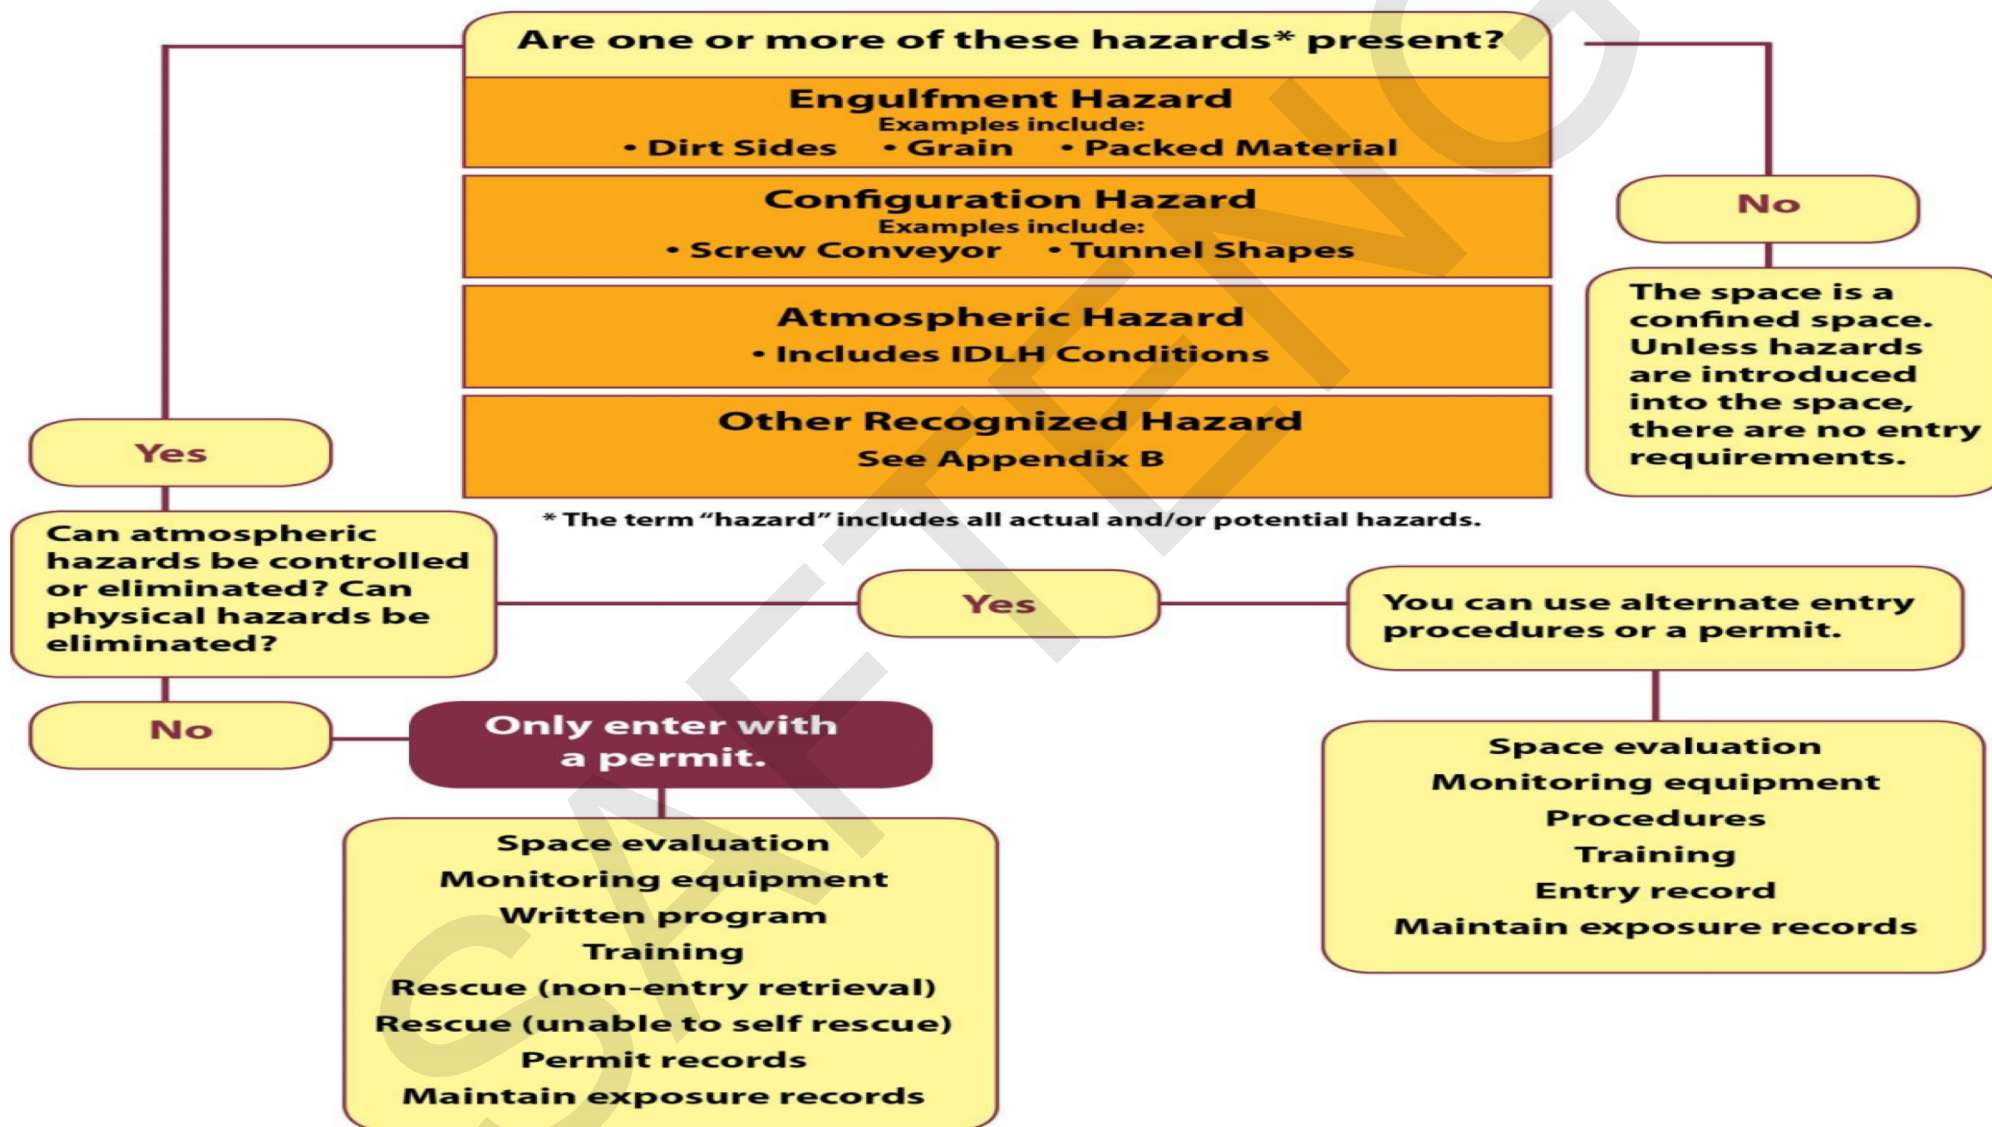 Are one or more of these hazards* present?
Engulfment Hazard
Examples include:
• Dirt Sides • Grain • Packed Material
Configuration Hazard
Examples include:
• Screw Conveyor • Tunnel Shapes
Atmospheric Hazard
• Includes IDLH Conditions
Other Recognized Hazard
See Appendix B
* The term “hazard” includes all actual and/or potential hazards.
No
The space is a
confined space.
Unless hazards
are introduced
into the space,
there are no entry
requirements.
Yes
Can atmospheric
hazards be controlled
or eliminated? Can
physical hazards be
eliminated?
Yes
You can use alternate entry
procedures or a permit.
Space evaluation
Monitoring equipment
Procedures
Training
Entry record
Maintain exposure records
No
Only enter with
a permit.
Space evaluation
Monitoring equipment
Written program
Training
Rescue (non-entry retrieval)
Rescue (unable to self rescue)
Permit records
Maintain exposure records
SAFTENG